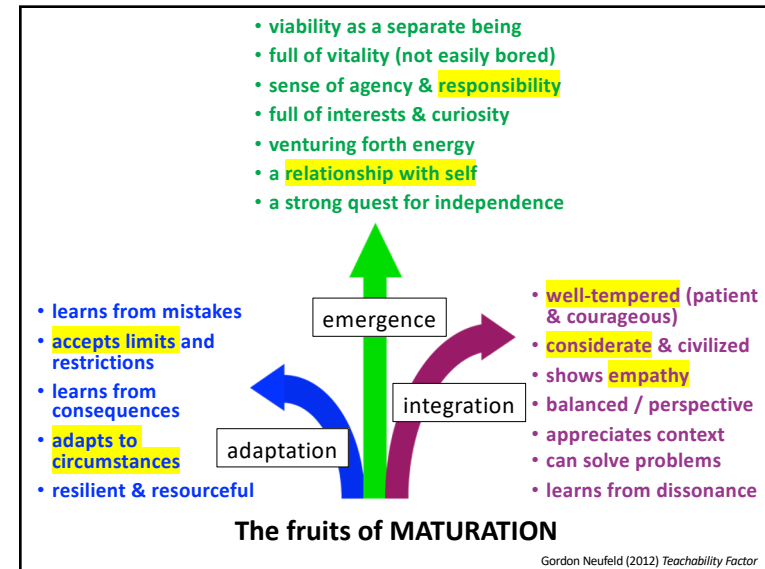 • viability as a separate being
• full of vitality (not easily bored)
• sense of agency & responsibility
• full of interests & curiosity
• venturing forth energy
• a relationship with self
• a strong quest for independence
• learns from mistakes
• accepts limits and
restrictions
• learns from
consequences
• adapts to
circumstances
• resilient & resourceful
adaptation
emergence
integration
• well-tempered (patient
& courageous)
• considerate & civilized
• shows empathy
• balanced / perspective
• appreciates context
• can solve problems
• learns from dissonance
The fruits of MATURATION
Gordon Neufeld (2012) Teachability Factor